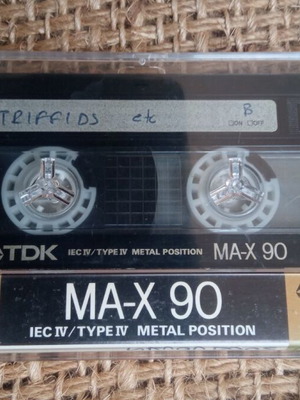 TRIFFIDS etc B
ON OFF
TDK IEC IV/TYPE IV METAL POSITION MA-X 90
MA-X 90
IEC IV/TYPE IV METAL POSITION